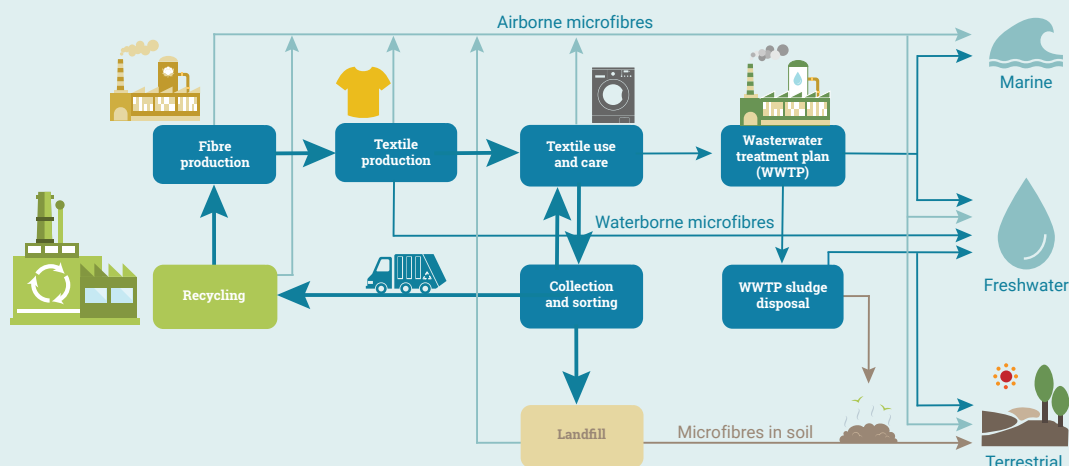 Airborne microfibres
Marine
Fibre
production
Textile
production
Textile use
and care
Wasterwater
treatment plan
(WWTP)
Waterborne microfibres
Freshwater
Recycling
Collection
and sorting
WWTP sludge
disposal
Landfill
Microfibres in soil
Terrestrial